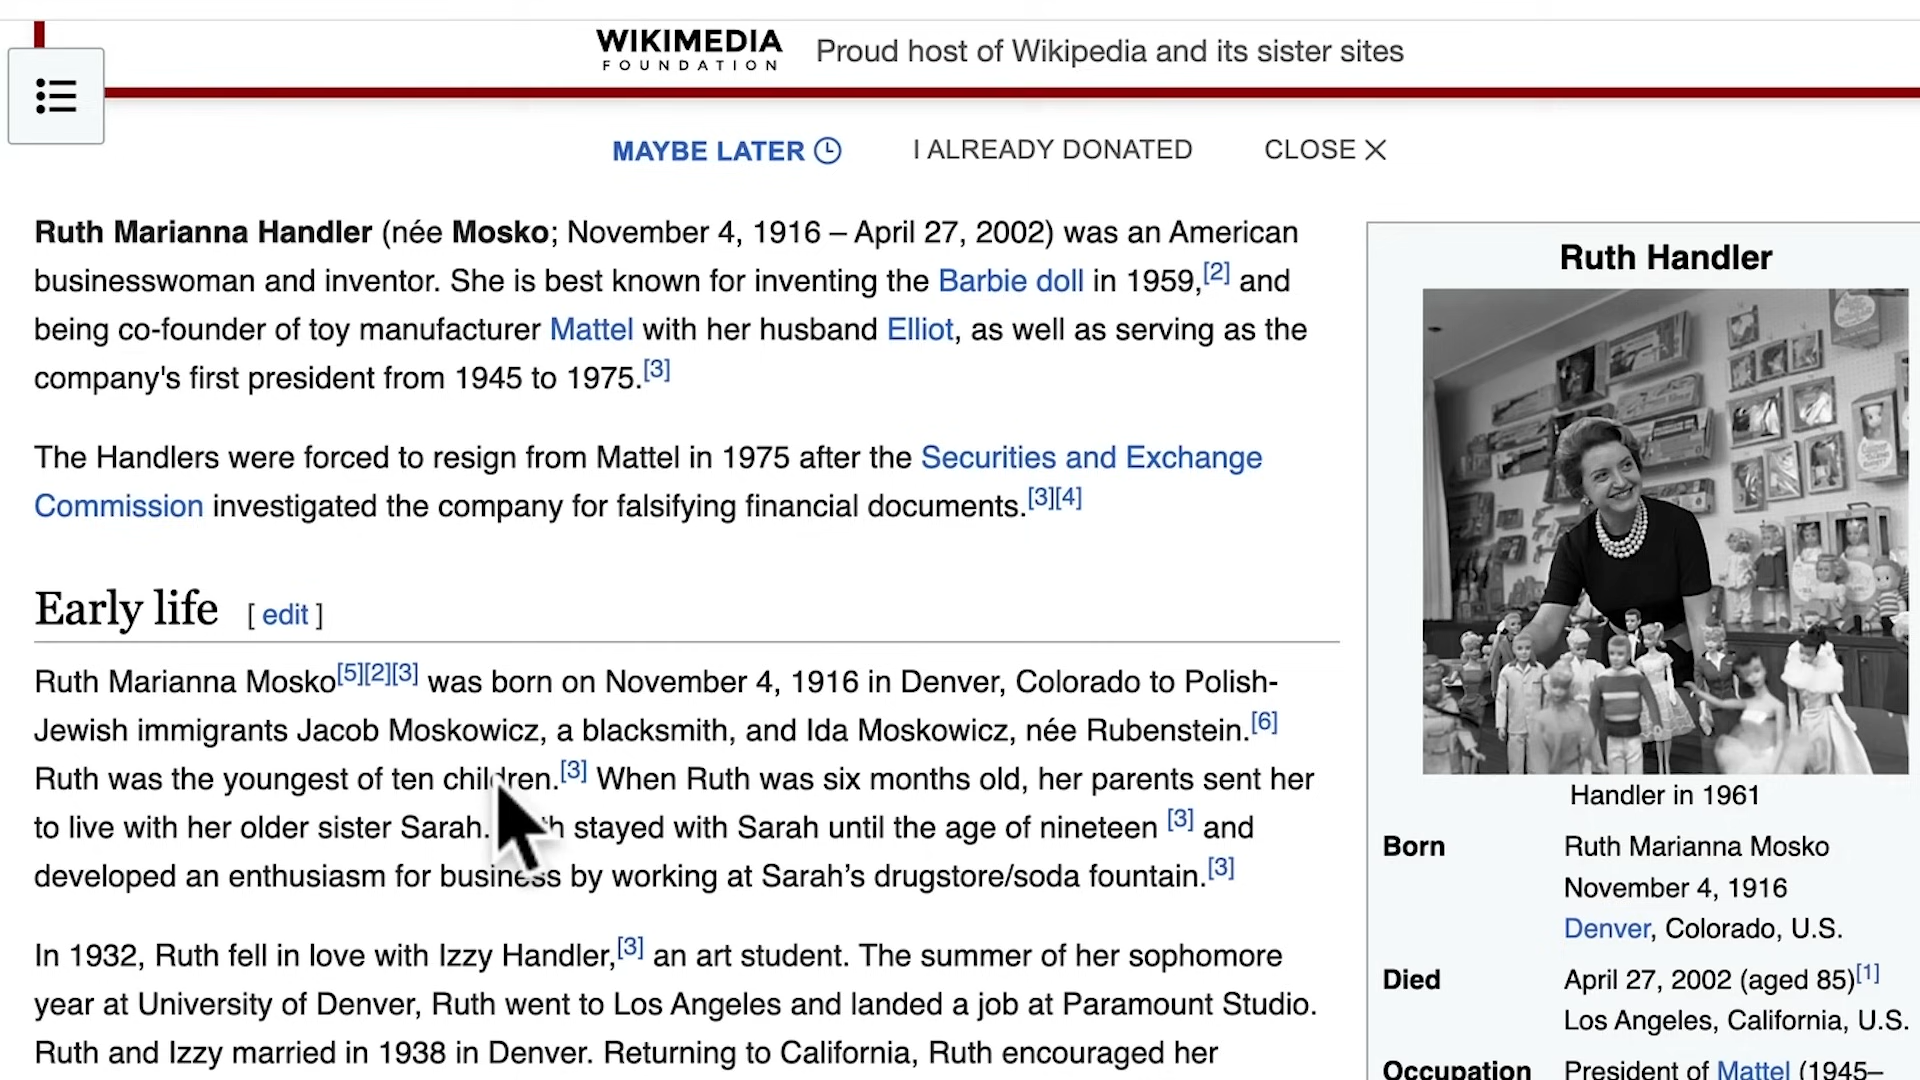 WIKIMEDIA
FOUNDATION
Proud host of Wikipedia and its sister sites
MAYBE LATER
I ALREADY DONATED
CLOSE
Ruth Marianna Handler (née Mosko; November 4, 1916 – April 27, 2002) was an American
businesswoman and inventor. She is best known for inventing the Barbie doll in 1959,[2] and
being co-founder of toy manufacturer Mattel with her husband Elliot, as well as serving as the
company's first president from 1945 to 1975.[3]
The Handlers were forced to resign from Mattel in 1975 after the Securities and Exchange
Commission investigated the company for falsifying financial documents.[3][4]
Early life [ edit ]
Ruth Marianna Mosko[5][2][3] was born on November 4, 1916 in Denver, Colorado to Polish-
Jewish immigrants Jacob Moskowicz, a blacksmith, and Ida Moskowicz, née Rubenstein.[6]
Ruth was the youngest of ten children.[3] When Ruth was six months old, her parents sent her
to live with her older sister Sarah. stayed with Sarah until the age of nineteen [3] and
developed an enthusiasm for business by working at Sarah’s drugstore/soda fountain.[3]
In 1932, Ruth fell in love with Izzy Handler,[3] an art student. The summer of her sophomore
year at University of Denver, Ruth went to Los Angeles and landed a job at Paramount Studio.
Ruth and Izzy married in 1938 in Denver. Returning to California, Ruth encouraged her
Ruth Handler
Handler in 1961
Born Ruth Marianna Mosko
November 4, 1916
Denver, Colorado, U.S.
Died April 27, 2002 (aged 85)[1]
Los Angeles, California, U.S.
Occupation President of Mattel (1945–